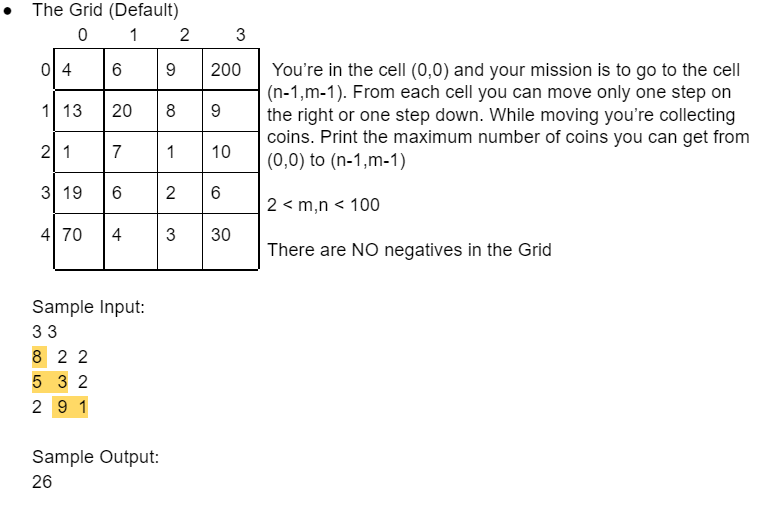 ● The Grid (Default)
0 1 2 3
0 4 6 9 200
1 13 20 8 9
2 1 7 1 10
3 19 6 2 6
4 70 4 3 30
You're in the cell (0,0) and your mission is to go to the cell
(n-1,m-1). From each cell you can move only one step on
the right or one step down. While moving you're collecting
coins. Print the maximum number of coins you can get from
(0,0) to (n-1,m-1)
2 < m,n < 100
There are NO negatives in the Grid
Sample Input:
3 3
8 2 2
5 3 2
2 9 1
Sample Output:
26